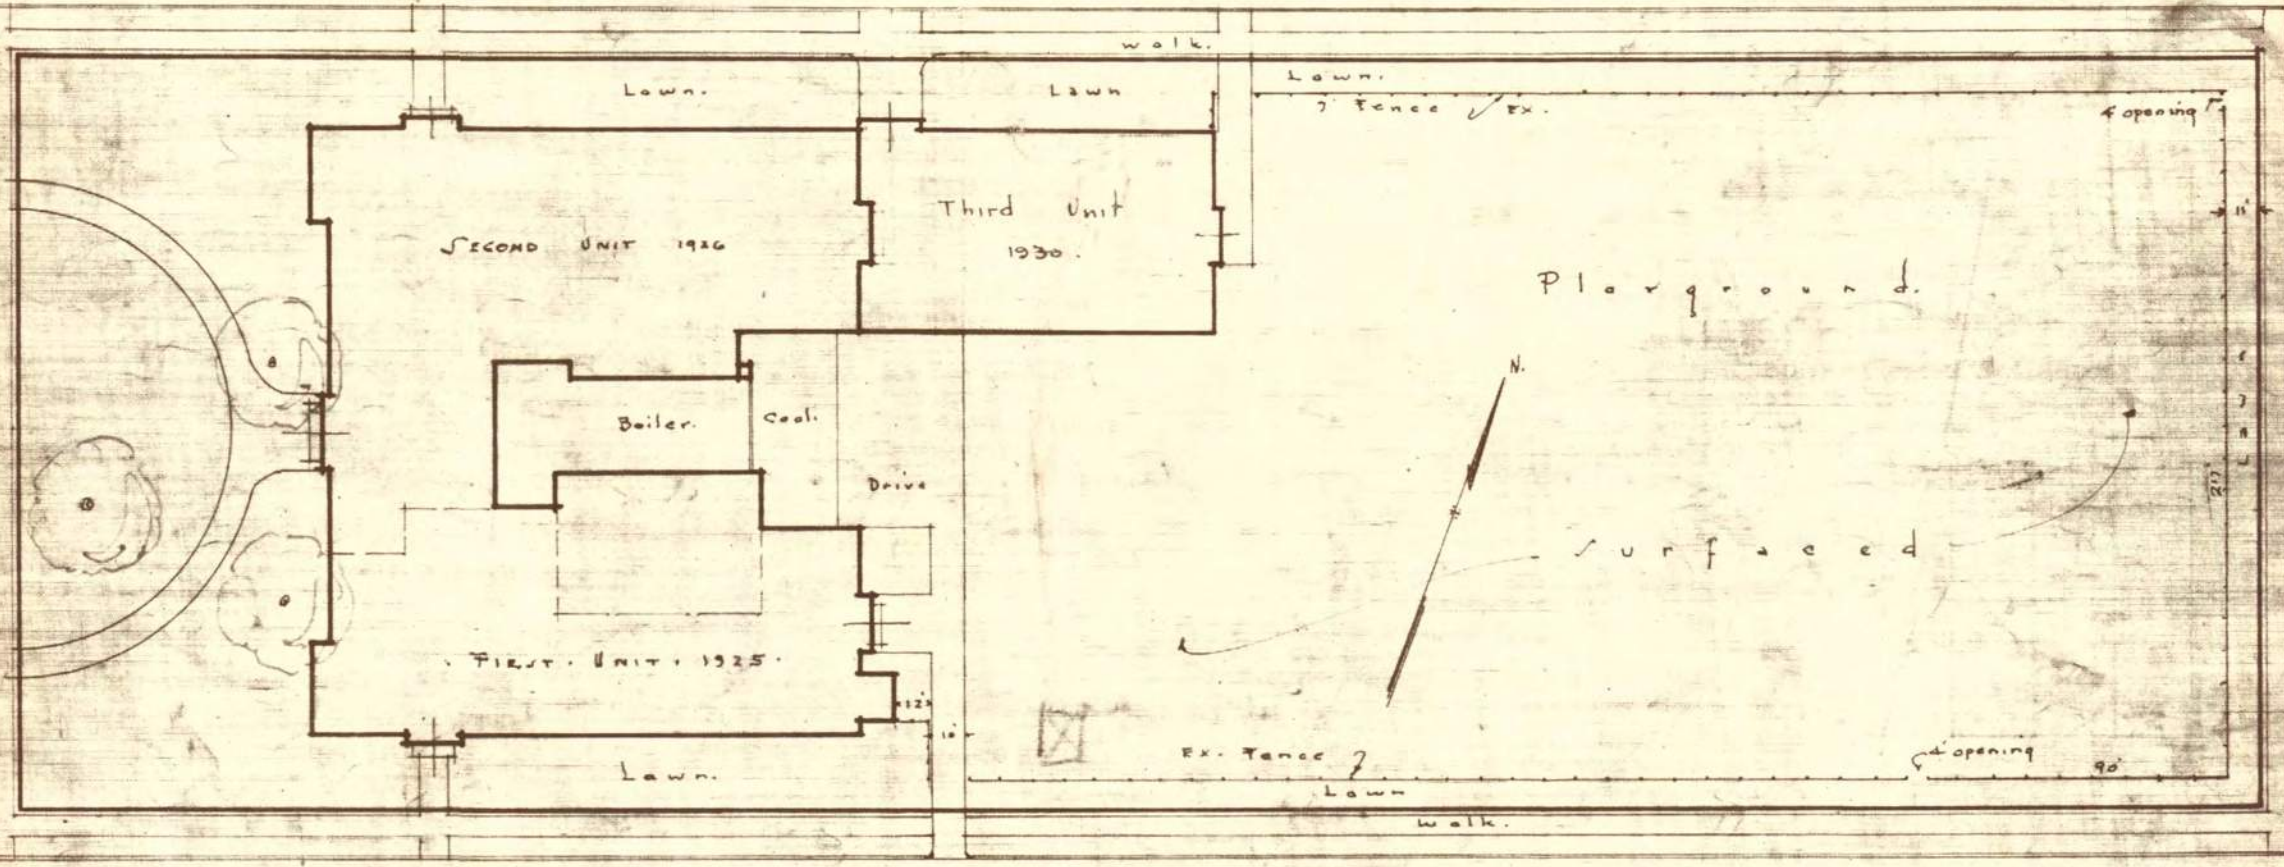 walk.
Lawn.
Lawn
Lawn.
7' Fence Ex.
4' opening
Third Unit
1930.
11'
SECOND UNIT 1926
Playground.
N.
Boiler.
Coal.
Drive
217'
Surfaced
FIRST. UNIT. 1925.
12'
10'
Ex. Fence
4' opening
90'
Lawn.
Lawn
walk.